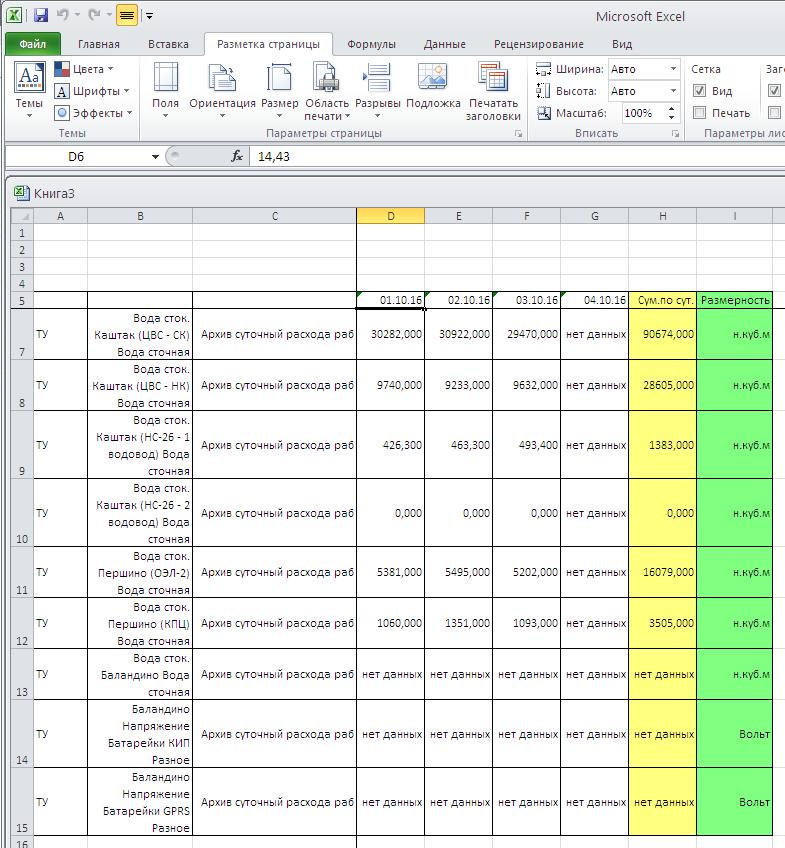 Microsoft Excel
Файл Главная Вставка Разметка страницы Формулы Данные Рецензирование Вид
Aa Темы
Цвета
Шрифты
Эффекты
Поля Ориентация Размер Область печати Разрывы Подложка Печатать заголовки
Ширина: Авто
Высота: Авто
Масштаб: 100%
Сетка
Вид
Печать
Заго
Темы Параметры страницы Вписать Параметры лис
D6 fx 14,43
Книга3
A B C D E F G H I
1
2
3
4
5 01.10.16 02.10.16 03.10.16 04.10.16 Сум.по сут. Размерность
Вода сток.
7 ТУ Каштак (ЦВС - СК) Архив суточный расхода раб 30282,000 30922,000 29470,000 нет данных 90674,000 н.куб.м
Вода сточная
Вода сток.
8 ТУ Каштак (ЦВС - НК) Архив суточный расхода раб 9740,000 9233,000 9632,000 нет данных 28605,000 н.куб.м
Вода сточная
Вода сток.
Каштак (НС-26 - 1
9 ТУ водовод) Вода Архив суточный расхода раб 426,300 463,300 493,400 нет данных 1383,000 н.куб.м
сточная
Вода сток.
Каштак (НС-26 - 2
10 ТУ водовод) Вода Архив суточный расхода раб 0,000 0,000 0,000 нет данных 0,000 н.куб.м
сточная
Вода сток.
11 ТУ Першино (ОЭЛ-2) Архив суточный расхода раб 5381,000 5495,000 5202,000 нет данных 16079,000 н.куб.м
Вода сточная
Вода сток.
12 ТУ Першино (КПЦ) Архив суточный расхода раб 1060,000 1351,000 1093,000 нет данных 3505,000 н.куб.м
Вода сточная
Вода сток.
13 ТУ Баландино Вода Архив суточный расхода раб нет данных нет данных нет данных нет данных нет данных н.куб.м
сточная
Баландино
Напряжение
14 ТУ Батарейки КИП Архив суточный расхода раб нет данных нет данных нет данных нет данных нет данных Вольт
Разное
Баландино
Напряжение
15 ТУ Батарейки GPRS Архив суточный расхода раб нет данных нет данных нет данных нет данных нет данных Вольт
Разное
16